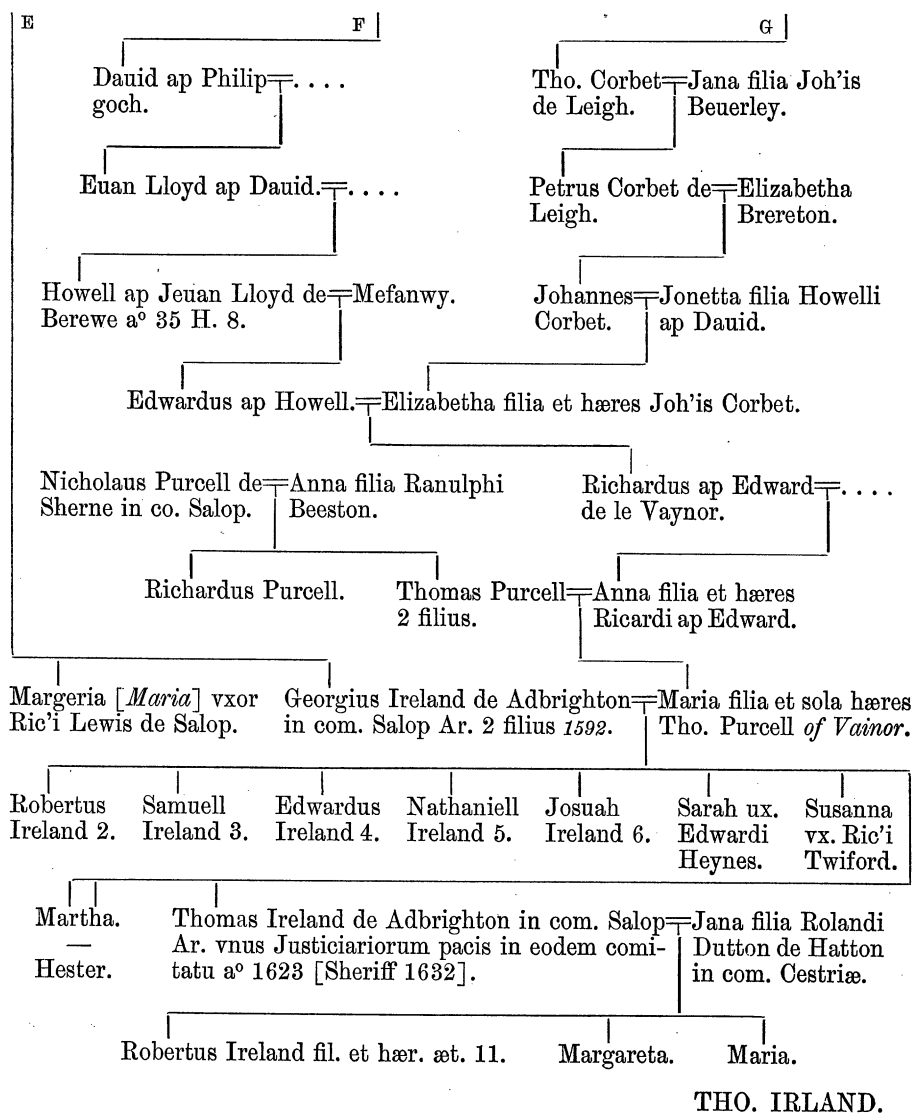 E F G
Dauid ap Philip=. . . .
goch.
Tho. Corbet=Jana filia Joh'is
de Leigh. Beuerley.
Euan Lloyd ap Dauid.=. . . .
Petrus Corbet de=Elizabetha
Leigh. Brereton.
Howell ap Jeuan Lloyd de=Mefanwy.
Berewe aº 35 H. 8.
Johannes=Jonetta filia Howelli
Corbet. ap Dauid.
Edwardus ap Howell.=Elizabetha filia et hæres Joh'is Corbet.
Nicholaus Purcell de=Anna filia Ranulphi
Sherne in co. Salop. Beeston.
Richardus ap Edward=. . . .
de le Vaynor.
Richardus Purcell.
Thomas Purcell=Anna filia et hæres
2 filius. Ricardi ap Edward.
Margeria [Maria] vxor
Ric'i Lewis de Salop.
Georgius Ireland de Adbrighton=Maria filia et sola hæres
in com. Salop Ar. 2 filius 1592. Tho. Purcell of Vainor.
Robertus
Ireland 2.
Samuell
Ireland 3.
Edwardus
Ireland 4.
Nathaniell
Ireland 5.
Josuah
Ireland 6.
Sarah ux.
Edwardi
Heynes.
Susanna
vx. Ric'i
Twiford.
Martha.
—
Hester.
Thomas Ireland de Adbrighton in com. Salop=Jana filia Rolandi
Ar. vnus Justiciariorum pacis in eodem comi- Dutton de Hatton
tatu aº 1623 [Sheriff 1632]. in com. Cestriæ.
Robertus Ireland fil. et hær. æt. 11. Margareta. Maria.
THO. IRLAND.